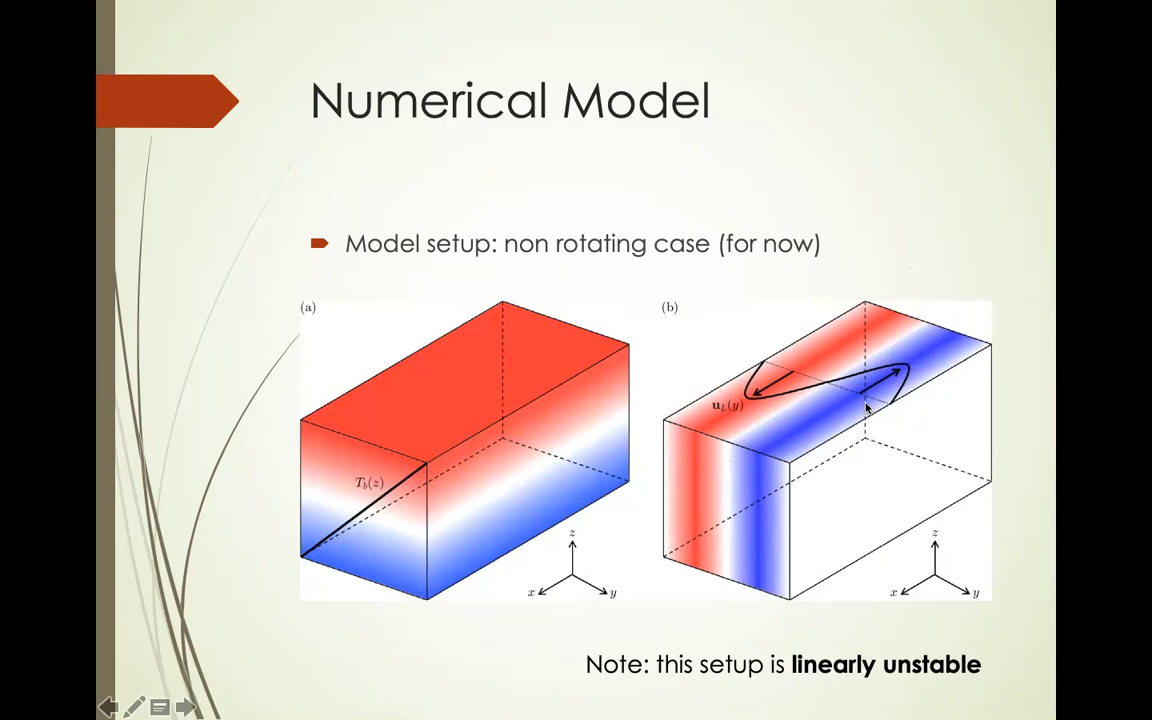 Numerical Model
Model setup: non rotating case (for now)
(a)
(b)
u_L(y)
T_b(z)
z
x
y
z
x
y
Note: this setup is linearly unstable